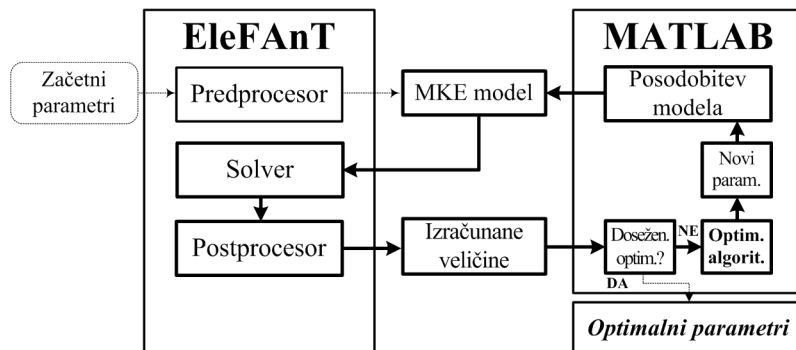 EleFAnT
MATLAB
Začetni
parametri
Predprocesor
MKE model
Posodobitev
modela
Solver
Novi
param.
Postprocesor
Izračunane
veličine
Dosežen.
optim.?
NE
Optim.
algorit.
DA
Optimalni parametri